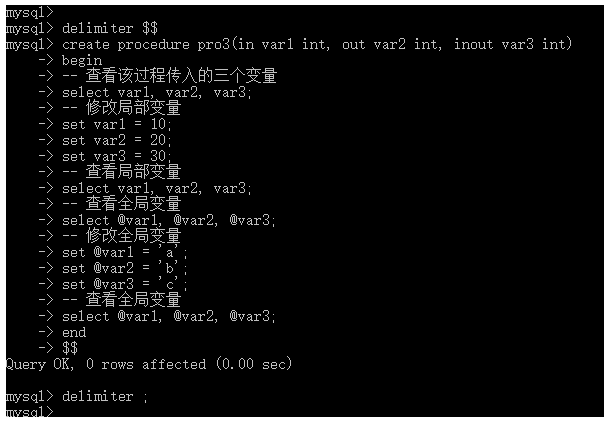 mysql>
mysql> delimiter $$
mysql> create procedure pro3(in var1 int, out var2 int, inout var3 int)
-> begin
-> -- 查看该过程传入的三个变量
-> select var1, var2, var3;
-> -- 修改局部变量
-> set var1 = 10;
-> set var2 = 20;
-> set var3 = 30;
-> -- 查看局部变量
-> select var1, var2, var3;
-> -- 查看全局变量
-> select @var1, @var2, @var3;
-> -- 修改全局变量
-> set @var1 = 'a';
-> set @var2 = 'b';
-> set @var3 = 'c';
-> -- 查看全局变量
-> select @var1, @var2, @var3;
-> end
-> $$
Query OK, 0 rows affected (0.00 sec)
mysql> delimiter ;
mysql>